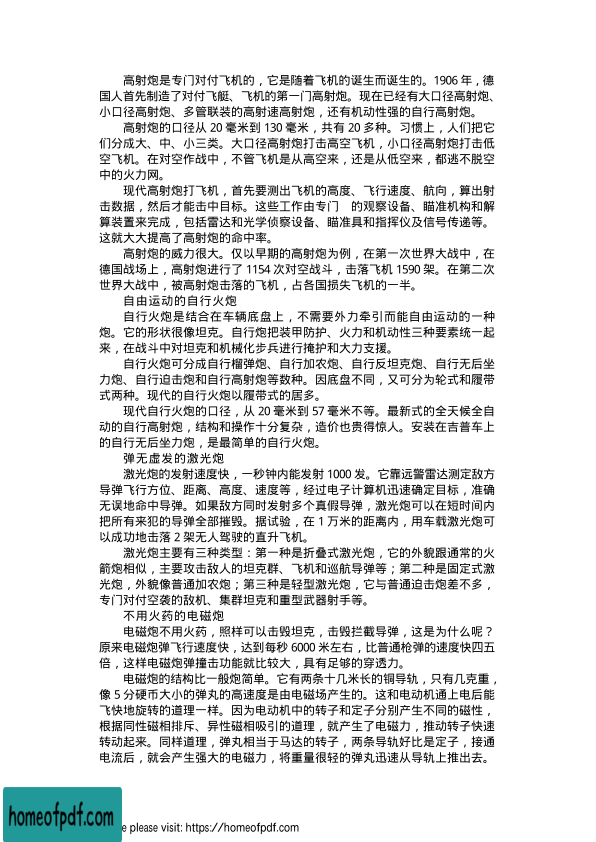 高射炮是专门对付飞机的，它是随着飞机的诞生而诞生的。1906 年，德
国人首先制造了对付飞艇、飞机的第一门高射炮。现在已经有大口径高射炮、
小口径高射炮、多管联装的高射速高射炮，还有机动性强的自行高射炮。
高射炮的口径从 20 毫米到 130 毫米，共有 20 多种。习惯上，人们把它
们分成大、中、小三类。大口径高射炮打击高空飞机，小口径高射炮打击低
空飞机。在对空作战中，不管飞机是从高空来，还是从低空来，都逃不脱空
中的火力网。
现代高射炮打飞机，首先要测出飞机的高度、飞行速度、航向，算出射
击数据，然后才能击中目标。这些工作由专门　的观察设备、瞄准机构和解
算装置来完成，包括雷达和光学侦察设备、瞄准具和指挥仪及信号传递等。
这就大大提高了高射炮的命中率。
高射炮的威力很大。仅以早期的高射炮为例，在第一次世界大战中，在
德国战场上，高射炮进行了 1154 次对空战斗，击落飞机 1590 架。在第二次
世界大战中，被高射炮击落的飞机，占各国损失飞机的一半。
自由运动的自行火炮
自行火炮是结合在车辆底盘上，不需要外力牵引而能自由运动的一种
炮。它的形状很像坦克。自行炮把装甲防护、火力和机动性三种要素统一起
来，在战斗中对坦克和机械化步兵进行掩护和大力支援。
自行火炮可分成自行榴弹炮、自行加农炮、自行反坦克炮、自行无后坐
力炮、自行迫击炮和自行高射炮等数种。因底盘不同，又可分为轮式和履带
式两种。现代的自行火炮以履带式的居多。
现代自行火炮的口径，从 20 毫米到 57 毫米不等。最新式的全天候全自
动的自行高射炮，结构和操作十分复杂，造价也贵得惊人。安装在吉普车上
的自行无后坐力炮，是最简单的自行火炮。
弹无虚发的激光炮
激光炮的发射速度快，一秒钟内能发射 1000 发。它靠远警雷达测定敌方
导弹飞行方位、距离、高度、速度等，经过电子计算机迅速确定目标，准确
无误地命中导弹。如果敌方同时发射多个真假导弹，激光炮可以在短时间内
把所有来犯的导弹全部摧毁。据试验，在 1 万米的距离内，用车载激光炮可
以成功地击落 2 架无人驾驶的直升飞机。
激光炮主要有三种类型：第一种是折叠式激光炮，它的外貌跟通常的火
箭炮相似，主要攻击敌人的坦克群、飞机和巡航导弹等；第二种是固定式激
光炮，外貌像普通加农炮；第三种是轻型激光炮，它与普通迫击炮差不多，
专门对付空袭的敌机、集群坦克和重型武器射手等。
不用火药的电磁炮
电磁炮不用火药，照样可以击毁坦克，击毁拦截导弹，这是为什么呢？
原来电磁炮弹飞行速度快，达到每秒 6000 米左右，比普通枪弹的速度快四五
倍，这样电磁炮弹撞击功能就比较大，具有足够的穿透力。
电磁炮的结构比一般炮简单。它有两条十几米长的铜导轨，只有几克重，
像 5 分硬币大小的弹丸的高速度是由电磁场产生的。这和电动机通上电后能
飞快地旋转的道理一样。因为电动机中的转子和定子分别产生不同的磁性，
根据同性磁相排斥、异性磁相吸引的道理，就产生了电磁力，推动转子快速
转动起来。同样道理，弹丸相当于马达的转子，两条导轨好比是定子，接通
电流后，就会产生强大的电磁力，将重量很轻的弹丸迅速从导轨上推出去。
homeofpdf.com
e please visit: https://homeofpdf.com